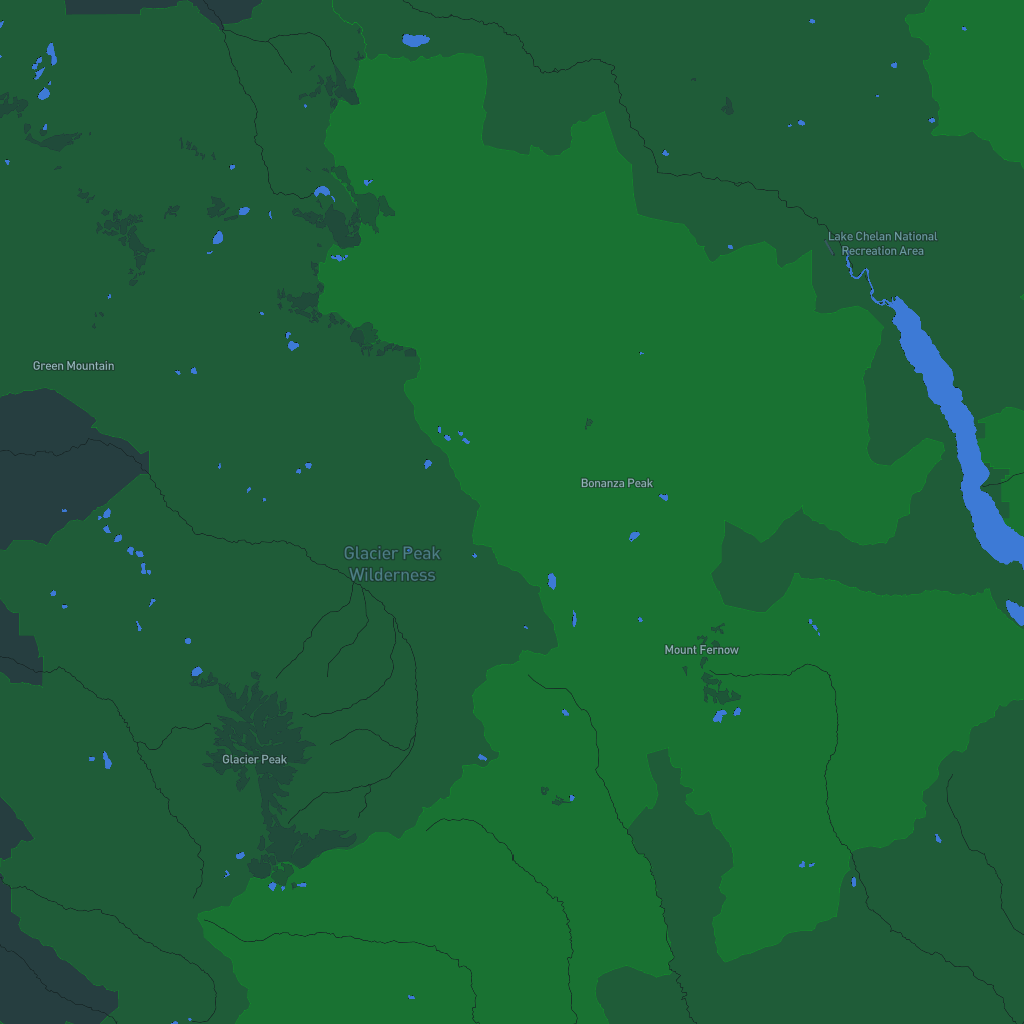 Lake Chelan National
Recreation Area
Green Mountain
Bonanza Peak
Glacier Peak
Wilderness
Mount Fernow
Glacier Peak